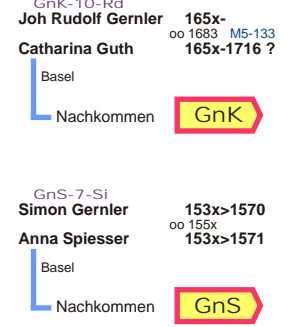 GnK-10-Rd
Joh Rudolf Gernler 165x-
oo 1683 M5-133
Catharina Guth 165x-1716 ?
Basel
Nachkommen GnK
GnS-7-Si
Simon Gernler 153x>1570
oo 155x
Anna Spiesser 153x>1571
Basel
Nachkommen GnS